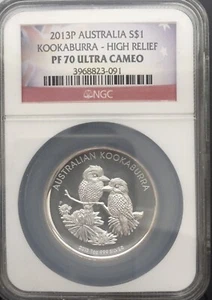 2013P AUSTRALIA S$1
KOOKABURRA - HIGH RELIEF
PF 70 ULTRA CAMEO
3968823-091
NGC
AUSTRALIAN KOOKABURRA